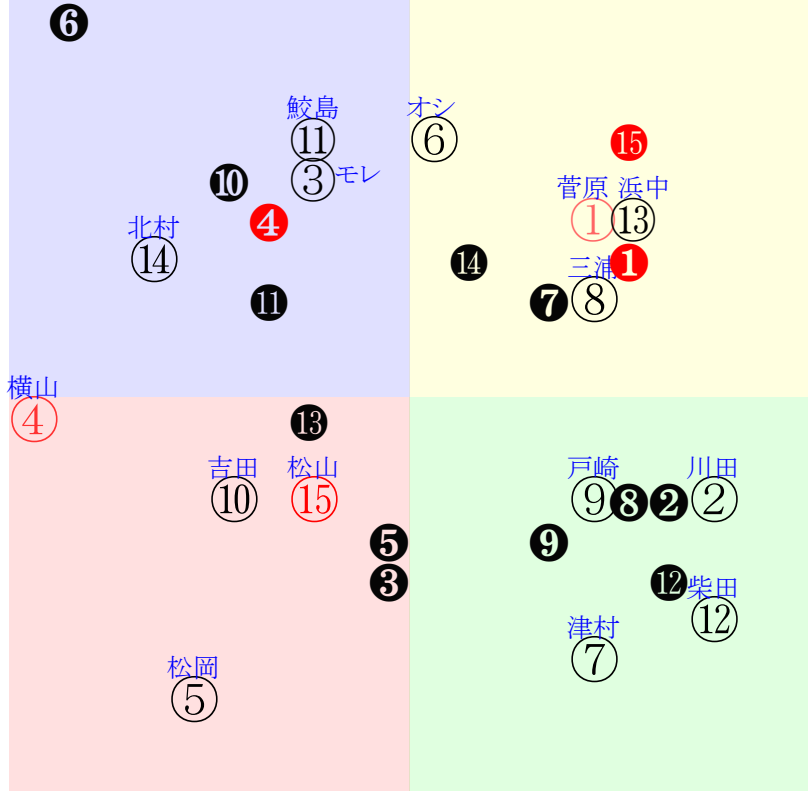 ❻
鮫島 オシ
⑪ ⑥ ⓯
③モレ
❿ 菅原 浜中
❹ ① ⑬
北村
⑭ ⓮ 三浦 ❶
⓫ ❼ ⑧
横山
④ ⓭
吉田 松山 戸崎 川田
⑩ ⑮ ⑨ ❽ ❷ ②
❺ ❾
❸ ⓬ 柴田
⑫
津村
⑦
松岡
⑤